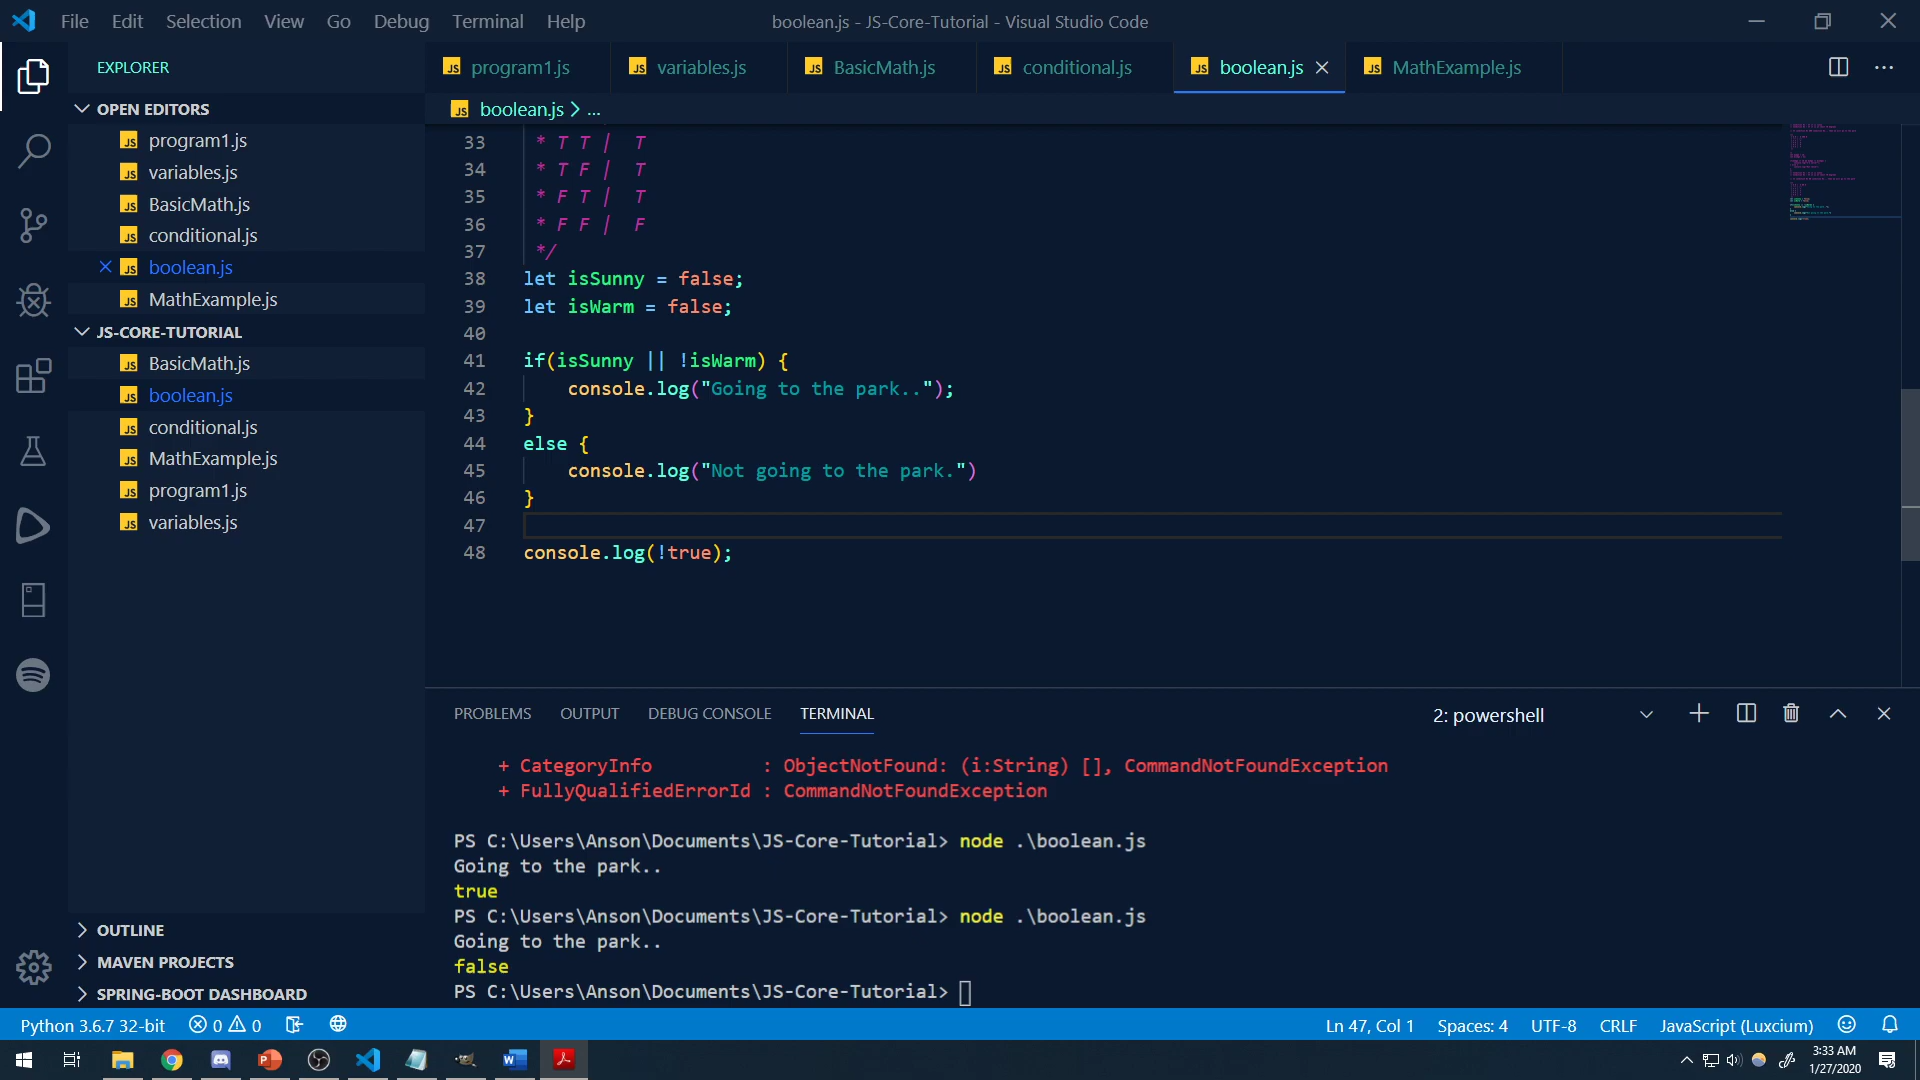 File Edit Selection View Go Debug Terminal Help
boolean.js - JS-Core-Tutorial - Visual Studio Code
EXPLORER
program1.js variables.js BasicMath.js conditional.js boolean.js MathExample.js
OPEN EDITORS
program1.js
variables.js
BasicMath.js
conditional.js
boolean.js
MathExample.js
JS-CORE-TUTORIAL
BasicMath.js
boolean.js
conditional.js
MathExample.js
program1.js
variables.js
OUTLINE
MAVEN PROJECTS
SPRING-BOOT DASHBOARD
boolean.js > ...
33 * T T | T
34 * T F | T
35 * F T | T
36 * F F | F
37 */
38 let isSunny = false;
39 let isWarm = false;
40
41 if(isSunny || !isWarm) {
42 console.log("Going to the park..");
43 }
44 else {
45 console.log("Not going to the park.")
46 }
47
48 console.log(!true);
PROBLEMS OUTPUT DEBUG CONSOLE TERMINAL 2: powershell
+ CategoryInfo : ObjectNotFound: (i:String) [], CommandNotFoundException
+ FullyQualifiedErrorId : CommandNotFoundException
PS C:\Users\Anson\Documents\JS-Core-Tutorial> node .\boolean.js
Going to the park..
true
PS C:\Users\Anson\Documents\JS-Core-Tutorial> node .\boolean.js
Going to the park..
false
PS C:\Users\Anson\Documents\JS-Core-Tutorial>
Python 3.6.7 32-bit 0 0 Ln 47, Col 1 Spaces: 4 UTF-8 CRLF JavaScript (Luxcium)
3:33 AM
1/27/2020